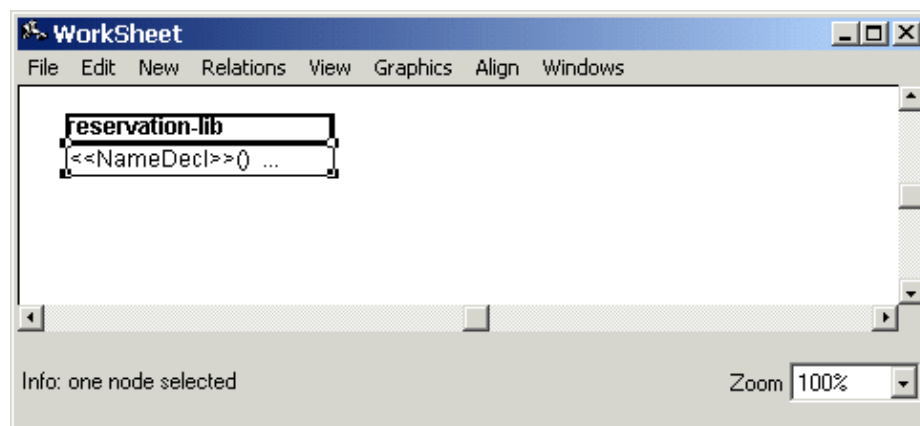 WorkSheet
File Edit New Relations View Graphics Align Windows
reservation-lib
<<NameDecl>>() ...
Info: one node selected
Zoom 100%